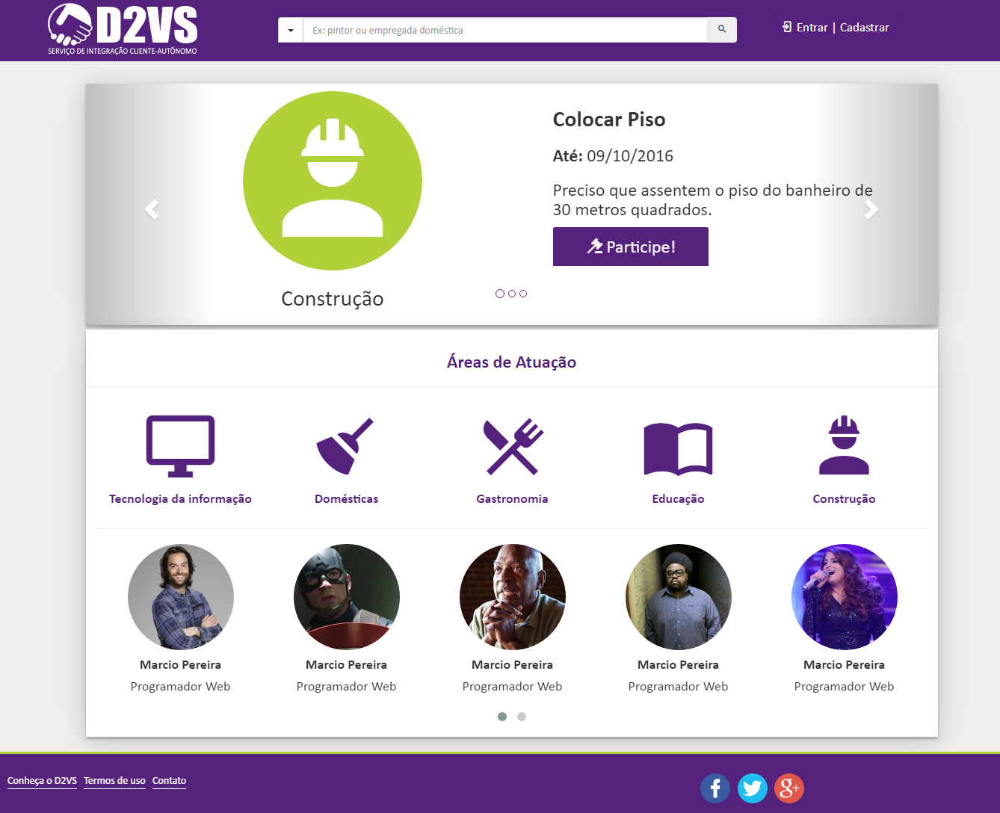 D2VS
SERVIÇO DE INTEGRAÇÃO CLIENTE-AUTÔNOMO
Ex: pintor ou empregada doméstica
Entrar | Cadastrar
Colocar Piso
Até: 09/10/2016
Preciso que assentem o piso do banheiro de
30 metros quadrados.
Participe!
Construção
Áreas de Atuação
Tecnologia da informação
Domésticas
Gastronomia
Educação
Construção
Marcio Pereira
Programador Web
Marcio Pereira
Programador Web
Marcio Pereira
Programador Web
Marcio Pereira
Programador Web
Marcio Pereira
Programador Web
Conheça o D2VS Termos de uso Contato